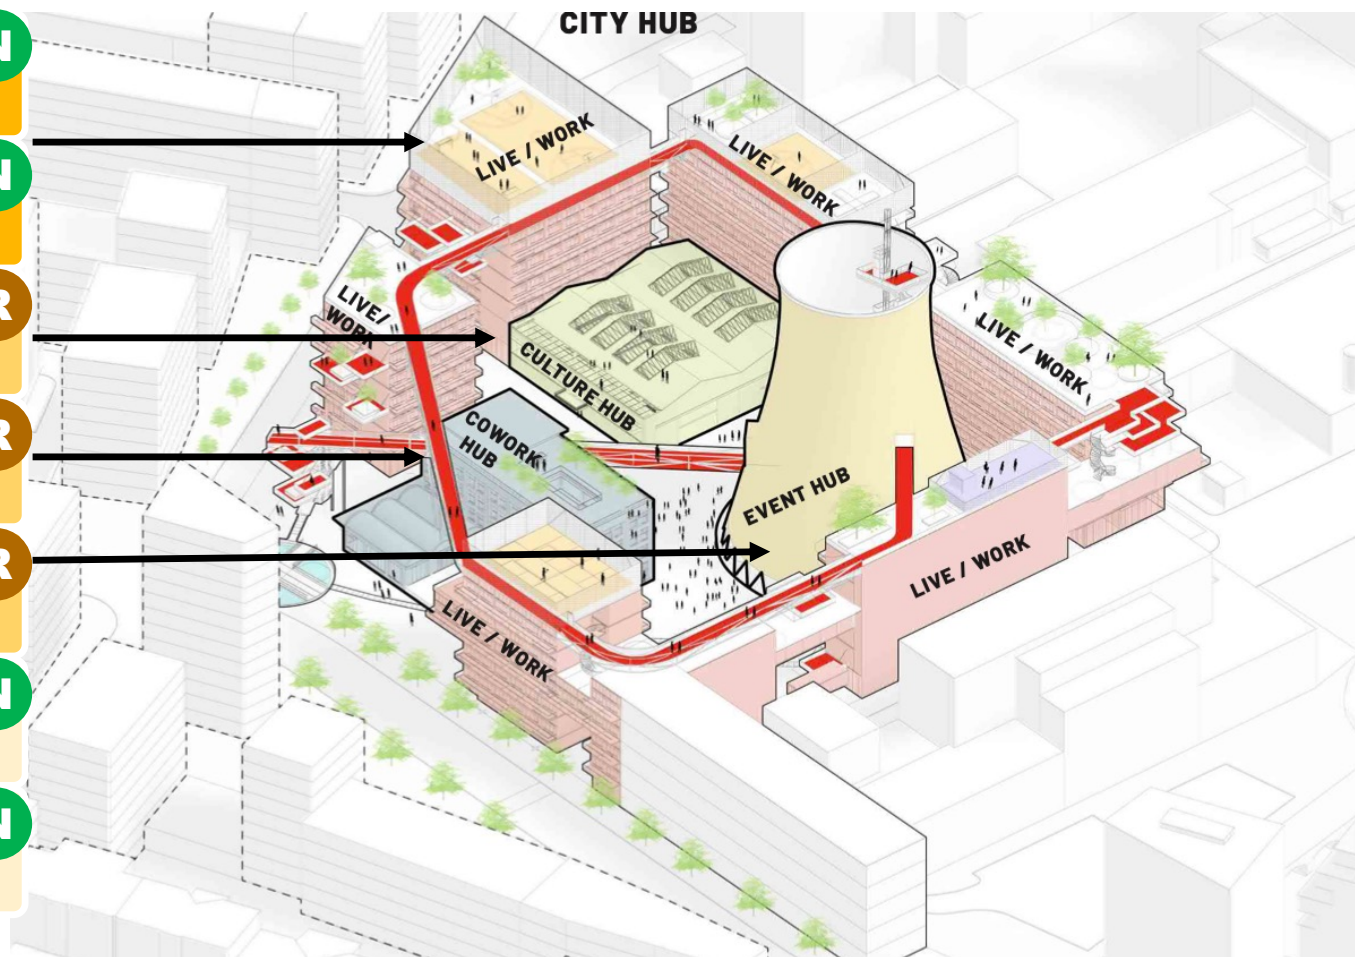 CITY HUB
N
LIVE / WORK
LIVE / WORK
N
R
LIVE/
WORK
LIVE / WORK
CULTURE HUB
R
COWORK
HUB
EVENT HUB
R
LIVE / WORK
LIVE / WORK
N
N